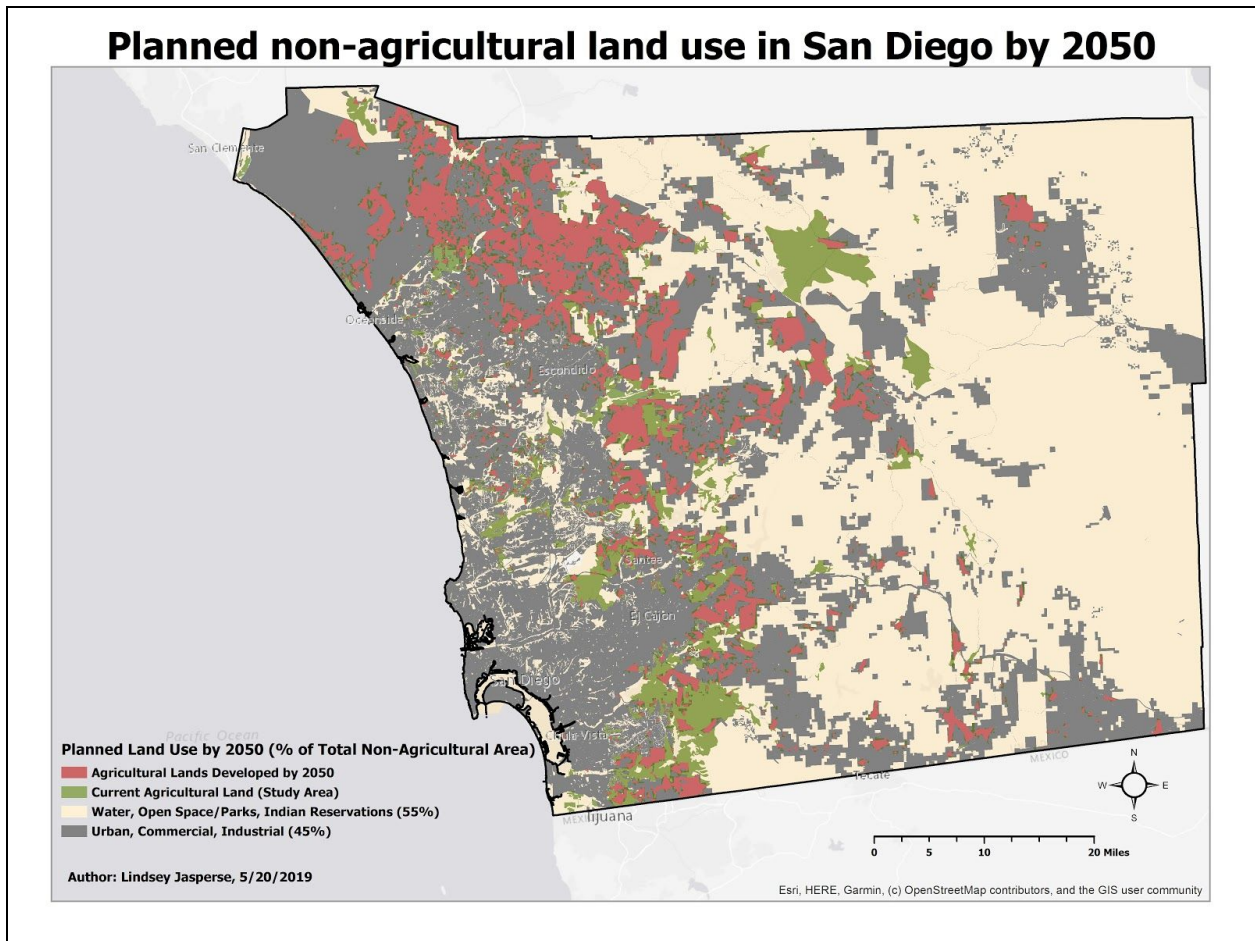 Planned non-agricultural land use in San Diego by 2050
San Clemente
Oceanside
Escondido
Santee
El Cajon
San Diego
Chula Vista
Pacific Ocean
Tecate
MEXICO
Tijuana
Planned Land Use by 2050 (% of Total Non-Agricultural Area)
Agricultural Lands Developed by 2050
Current Agricultural Land (Study Area)
Water, Open Space/Parks, Indian Reservations (55%)
Urban, Commercial, Industrial (45%)
Author: Lindsey Jasperse, 5/20/2019
N
W E
S
0 5 10 20 Miles
Esri, HERE, Garmin, (c) OpenStreetMap contributors, and the GIS user community